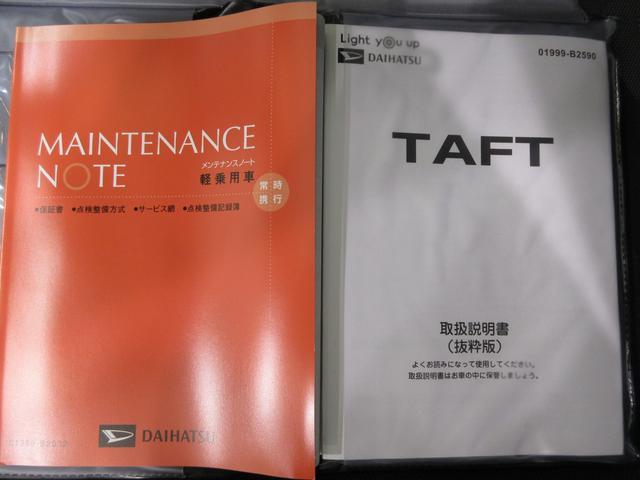 MAINTENANCE
NOTE
メンテナンスノート
軽乗用車
常時
携行
●保証書 ●点検整備方式 ●サービス網 ●点検整備記録簿
DAIHATSU
Light you up
DAIHATSU
01999-B2590
TAFT
取扱説明書
(抜粋版)
よくお読みになって使用してください。
取扱説明書はお車の中に保管しましょう。